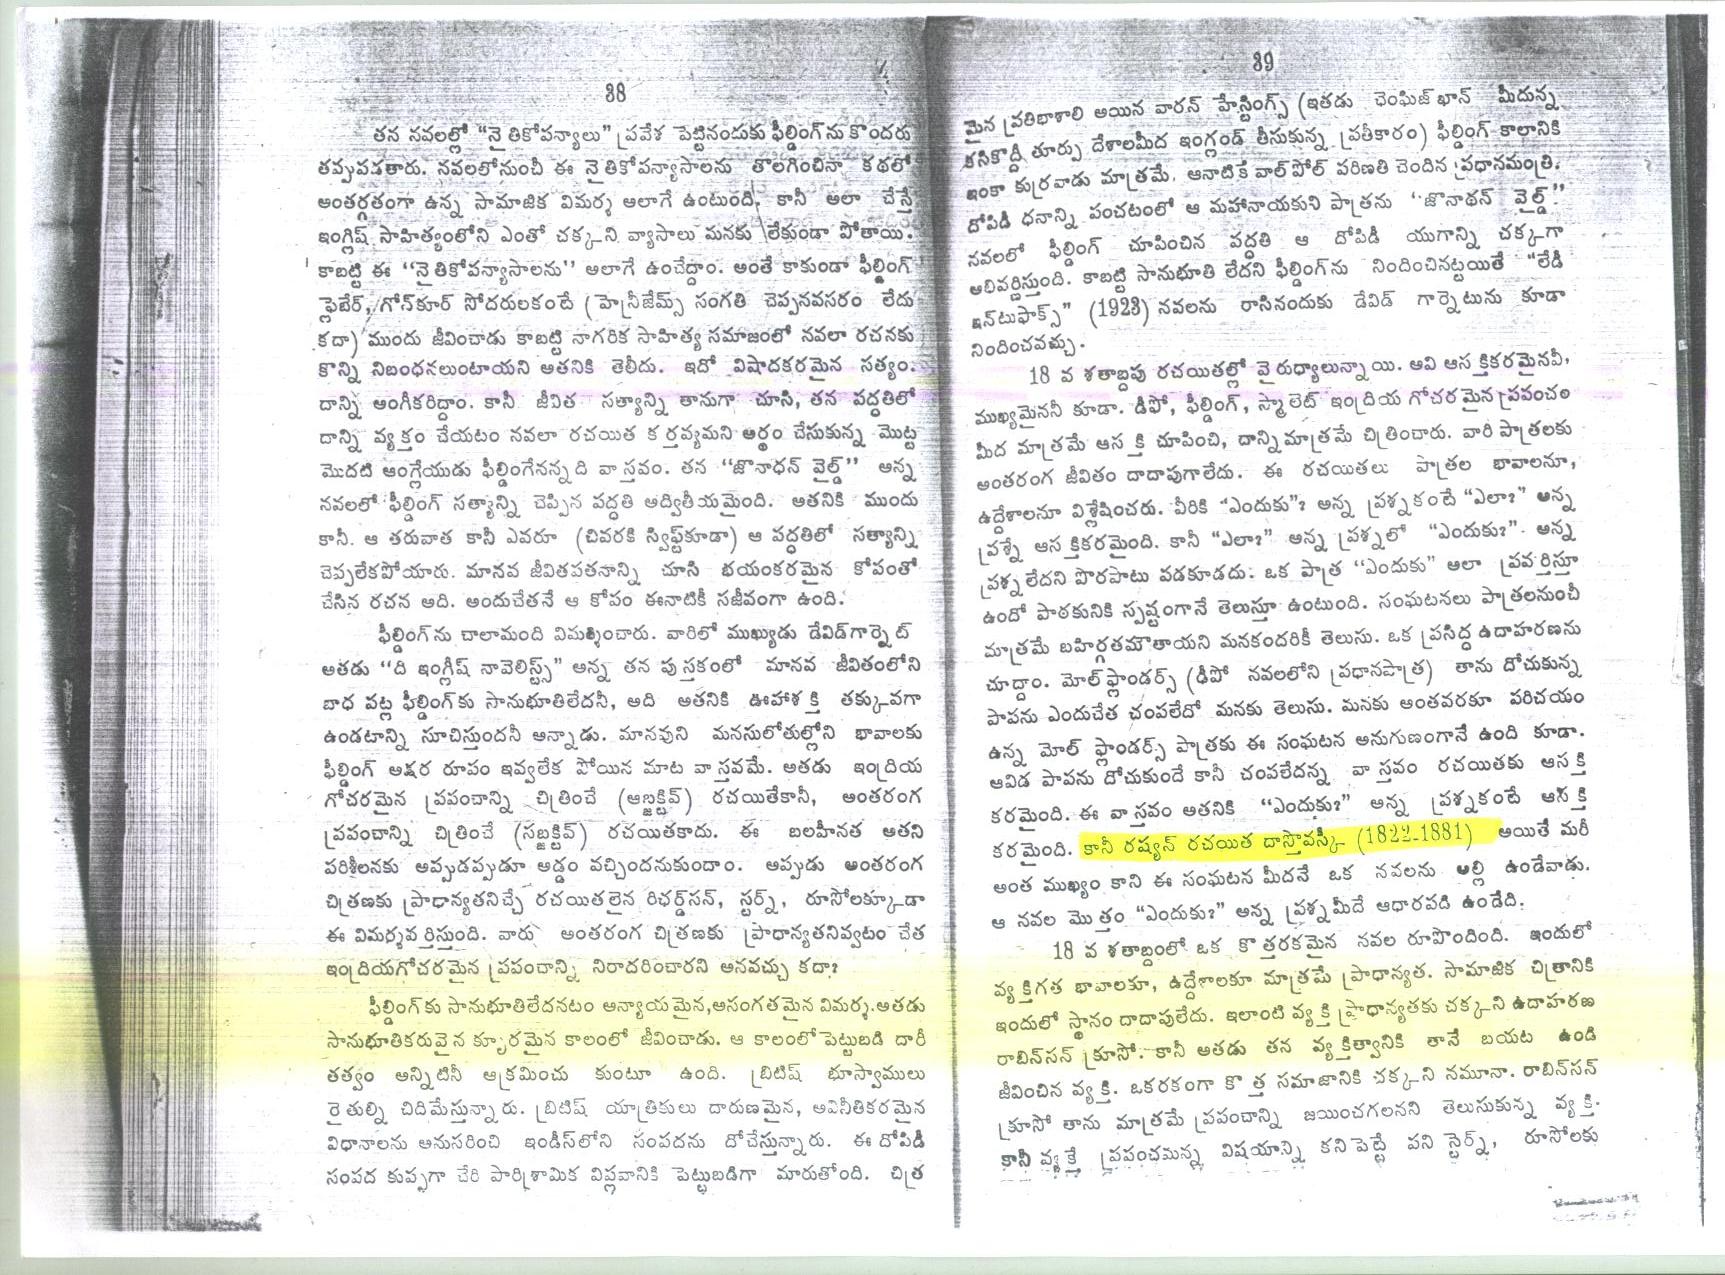 38
తన నవలల్లో “నైతికోపన్యాలు” ప్రవేశ పెట్టినందుకు ఫీల్డింగ్‌ను కొందరు
తప్పుపడతారు. నవలలోనుంచీ ఈ నైతికోపన్యాసాలను తొలగించినా కథలో
అంతర్గతంగా ఉన్న సామాజిక విమర్శ అలాగే ఉంటుంది. కానీ అలా చేస్తే
ఇంగ్లిష్ సాహిత్యంలోని ఎంతో చక్కని వ్యాసాలు మనకు లేకుండా పోతాయి.
కాబట్టి ఈ “నైతికోపన్యాసాలను” అలాగే ఉంచేద్దాం. అంతే కాకుండా ఫీల్డింగ్
ఫ్లెబేర్, గోన్‌కూర్ సోదరులకంటే (హెన్రీజేమ్స్ సంగతి చెప్పనవసరం లేదు
కదా) ముందు జీవించాడు కాబట్టి నాగరిక సాహిత్య సమాజంలో నవలా రచనకు
కొన్ని నిబంధనలుంటాయని అతనికి తెలీదు. ఇదో విషాదకరమైన సత్యం.
దాన్ని అంగీకరిద్దాం. కానీ జీవిత సత్యాన్ని తానుగా చూసి, తన పద్ధతిలో
దాన్ని వ్యక్తం చేయటం నవలా రచయిత కర్తవ్యమని అర్థం చేసుకున్న మొట్ట
మొదటి ఆంగ్లేయుడు ఫీల్డింగేనన్నది వాస్తవం. తన “జొనాధన్ వైల్డ్” అన్న
నవలలో ఫీల్డింగ్ సత్యాన్ని చెప్పిన పద్ధతి అద్వితీయమైంది. అతనికి ముందు
కానీ. ఆ తరువాత కానీ ఎవరూ (చివరకి స్విఫ్ట్‌కూడా) ఆ పద్ధతిలో సత్యాన్ని
చెప్పలేకపోయారు. మానవ జీవితపతనాన్ని చూసి భయంకరమైన కోపంతో
చేసిన రచన అది. అందుచేతనే ఆ కోపం ఈనాటికీ సజీవంగా ఉంది.
ఫీల్డింగ్‌ను చాలామంది విమర్శించారు. వారిలో ముఖ్యుడు డేవిడ్‌గార్నెట్
అతడు “ది ఇంగ్లీష్ నావెలిస్ట్స్” అన్న తన పుస్తకంలో మానవ జీవితంలోని
బాధ పట్ల ఫీల్డింగ్‌కు సానుభూతిలేదనీ, అది అతనికి ఊహాశక్తి తక్కువగా
ఉండటాన్ని సూచిస్తుందనీ అన్నాడు. మానవుని మనసులోతుల్లోని భావాలకు
ఫీల్డింగ్ అక్షర రూపం ఇవ్వలేక పోయిన మాట వాస్తవమే. అతడు ఇంద్రియ
గోచరమైన ప్రపంచాన్ని చిత్రించే (ఆబ్జక్టివ్) రచయితేకానీ, అంతరంగ
ప్రపంచాన్ని చిత్రించే (సబ్జక్టివ్) రచయితకాదు. ఈ బలహీనత అతని
పరిశీలనకు అప్పుడప్పుడూ అడ్డం వచ్చిందనుకుందాం. అప్పుడు అంతరంగ
చిత్రణకు ప్రాధాన్యతనిచ్చే రచయితలైన రిచర్డ్‌సన్, స్టర్న్, రూసోలక్కూడా
ఈ విమర్శవర్తిస్తుంది. వారు అంతరంగ చిత్రణకు ప్రాధాన్యతనివ్వటం చేత
ఇంద్రియగోచరమైన ప్రపంచాన్ని నిరాదరించారని అనవచ్చు కదా?
ఫీల్డింగ్‌కు సానుభూతిలేదనటం అన్యాయమైన,అసంగతమైన విమర్శ.అతడు
సానుభూతికరువైన క్రూరమైన కాలంలో జీవించాడు. ఆ కాలంలో పెట్టుబడి దారీ
తత్వం అన్నిటినీ ఆక్రమించు కుంటూ ఉంది. బ్రిటిష్ భూస్వాములు
రైతుల్ని చిదిమేస్తున్నారు. బ్రిటిష్ యాత్రికులు దారుణమైన, అవినీతికరమైన
విధానాలను అనుసరించి ఇండీస్‌లోని సంపదను దోచేస్తున్నారు. ఈ దోపిడీ
సంపద కుప్పగా చేరి పారిశ్రామిక విప్లవానికి పెట్టుబడిగా మారుతోంది. చిత్ర
39
మైన ప్రతిభాశాలి అయిన వారన్ హేస్టింగ్స్ (ఇతడు ఛెంఘిజ్ ఖాన్ మీదున్న
కసికొద్దీ తూర్పు దేశాలమీద ఇంగ్లండ్ తీసుకున్న ప్రతీకారం) ఫీల్డింగ్ కాలానికి
ఇంకా కుర్రవాడు మాత్రమే. ఆనాటికే వాల్‌పోల్ పరిణతి చెందిన ప్రధానమంత్రి.
దోపిడీ ధనాన్ని పంచటంలో ఆ మహానాయకుని పాత్రను “జొనాథన్ వైల్డ్”
నవలలో ఫీల్డింగ్ చూపించిన పద్ధతి ఆ దోపిడీ యుగాన్ని చక్కగా
అభివర్ణిస్తుంది. కాబట్టి సానుభూతి లేదని ఫీల్డింగ్‌ను నిందించినట్టయితే “లేడీ
ఇన్‌టుఫాక్స్” (1923) నవలను రాసినందుకు డేవిడ్ గార్నెటును కూడా
నిందించవచ్చు.
18 వ శతాబ్దపు రచయితల్లో వైరుధ్యాలున్నాయి. అవి ఆసక్తికరమైనవీ,
ముఖ్యమైనవీ కూడా. డీఫో, ఫీల్డింగ్, స్మాలెట్ ఇంద్రియ గోచరమైన ప్రపంచం
మీద మాత్రమే ఆసక్తి చూపించి, దాన్నిమాత్రమే చిత్రించారు. వారి పాత్రలకు
అంతరంగ జీవితం దాదాపుగాలేదు. ఈ రచయితలు పాత్రల భావాలనూ,
ఉద్దేశాలనూ విశ్లేషించరు. వీరికి “ఎందుకు”? అన్న ప్రశ్నకంటే “ఎలా?” అన్న
ప్రశ్నే ఆసక్తికరమైంది. కానీ “ఎలా?” అన్న ప్రశ్నలో “ఎందుకు?” అన్న
ప్రశ్న లేదని పొరపాటు పడకూడదు. ఒక పాత్ర “ఎందుకు” అలా ప్రవర్తిస్తూ
ఉందో పాఠకునికి స్పష్టంగానే తెలుస్తూ ఉంటుంది. సంఘటనలు పాత్రలనుంచీ
మాత్రమే బహిర్గతమౌతాయని మనకందరికీ తెలుసు. ఒక ప్రసిద్ధ ఉదాహరణను
చూద్దాం. మోల్‌ఫ్లాండర్స్ (డీఫో నవలలోని ప్రధానపాత్ర) తాను దోచుకున్న
పాపను ఎందుచేత చంపలేదో మనకు తెలుసు. మనకు అంతవరకూ పరిచయం
ఉన్న మోల్ ఫ్లాండర్స్ పాత్రకు ఈ సంఘటన అనుగుణంగానే ఉంది కూడా.
ఆవిడ పాపను దోచుకుందే కానీ చంపలేదన్న వాస్తవం రచయితకు ఆసక్తి
కరమైంది. ఈ వాస్తవం అతనికి “ఎందుకు?” అన్న ప్రశ్నకంటే ఆసక్తి
కరమైంది. కానీ రష్యన్ రచయిత దాస్తొవస్కీ (1822-1881) అయితే మరీ
అంత ముఖ్యం కాని ఈ సంఘటన మీదనే ఒక నవలను అల్లి ఉండేవాడు.
ఆ నవల మొత్తం “ఎందుకు?” అన్న ప్రశ్నమీదే ఆధారపడి ఉండేది.
18 వ శతాబ్దంలో ఒక కొత్తరకమైన నవల రూపొందింది. ఇందులో
వ్యక్తిగత భావాలకూ, ఉద్దేశాలకూ మాత్రమే ప్రాధాన్యత. సామాజిక చిత్రానికి
ఇందులో స్థానం దాదాపులేదు. ఇలాంటి వ్యక్తి ప్రాధాన్యతకు చక్కని ఉదాహరణ
రాబిన్‌సన్ క్రూసో. కానీ అతడు తన వ్యక్తిత్వానికి తానే బయట ఉండి
జీవించిన వ్యక్తి. ఒకరకంగా కొత్త సమాజానికి చక్కని నమూనా. రాబిన్‌సన్
క్రూసో తాను మాత్రమే ప్రపంచాన్ని జయించగలనని తెలుసుకున్న వ్యక్తి.
కానీ వ్యక్తే ప్రపంచమన్న విషయాన్ని కనిపెట్టే పని స్టెర్న్, రూసోలకు